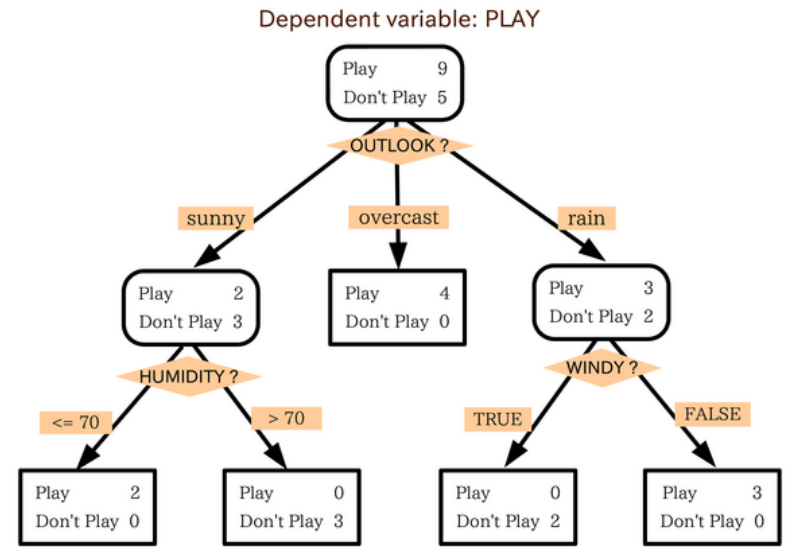 Dependent variable: PLAY
Play 9
Don't Play 5
OUTLOOK ?
sunny
overcast
rain
Play 2
Don't Play 3
Play 4
Don't Play 0
Play 3
Don't Play 2
HUMIDITY ?
WINDY ?
<= 70
> 70
TRUE
FALSE
Play 2
Don't Play 0
Play 0
Don't Play 3
Play 0
Don't Play 2
Play 3
Don't Play 0